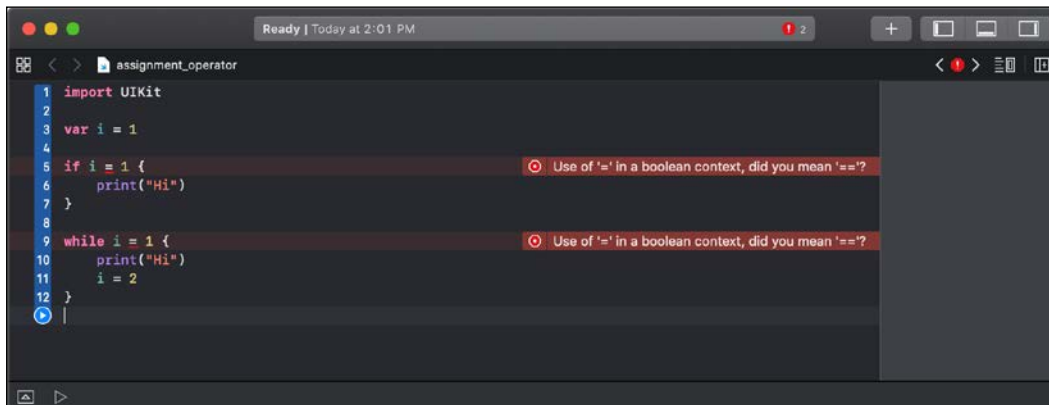 Ready | Today at 2:01 PM 2
assignment_operator
1 import UIKit
2
3 var i = 1
4
5 if i = 1 { Use of '=' in a boolean context, did you mean '=='?
6 print("Hi")
7 }
8
9 while i = 1 { Use of '=' in a boolean context, did you mean '=='?
10 print("Hi")
11 i = 2
12 }